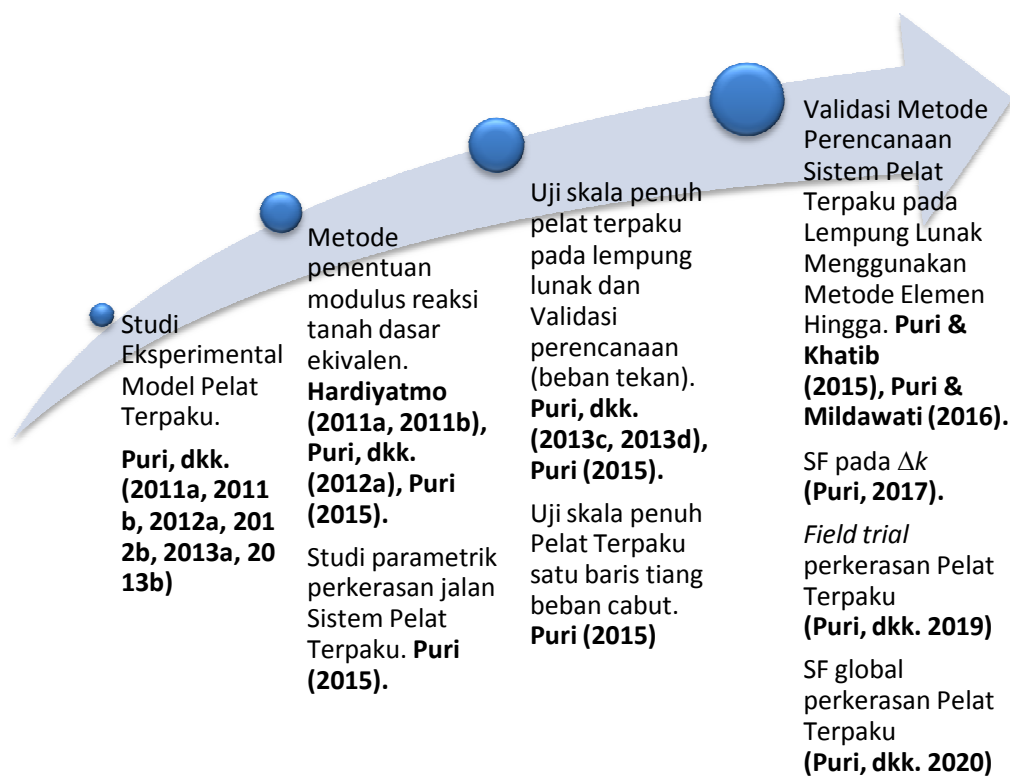 Studi
Eksperimental
Model Pelat
Terpaku.
Puri, dkk.
(2011a, 2011
b, 2012a, 201
2b, 2013a, 20
13b)
Metode
penentuan
modulus reaksi
tanah dasar
ekivalen.
Hardiyatmo
(2011a, 2011b),
Puri, dkk.
(2012a), Puri
(2015).
Studi parametrik
perkerasan jalan
Sistem Pelat
Terpaku. Puri
(2015).
Uji skala penuh
pelat terpaku
pada lempung
lunak dan
Validasi
perencanaan
(beban tekan).
Puri, dkk.
(2013c, 2013d),
Puri (2015).
Uji skala penuh
Pelat Terpaku
satu baris tiang
beban cabut.
Puri (2015)
Validasi Metode
Perencanaan
Sistem Pelat
Terpaku pada
Lempung Lunak
Menggunakan
Metode Elemen
Hingga. Puri &
Khatib
(2015), Puri &
Mildawati (2016).
SF pada Δk
(Puri, 2017).
Field trial
perkerasan Pelat
Terpaku
(Puri, dkk. 2019)
SF global
perkerasan Pelat
Terpaku
(Puri, dkk. 2020)